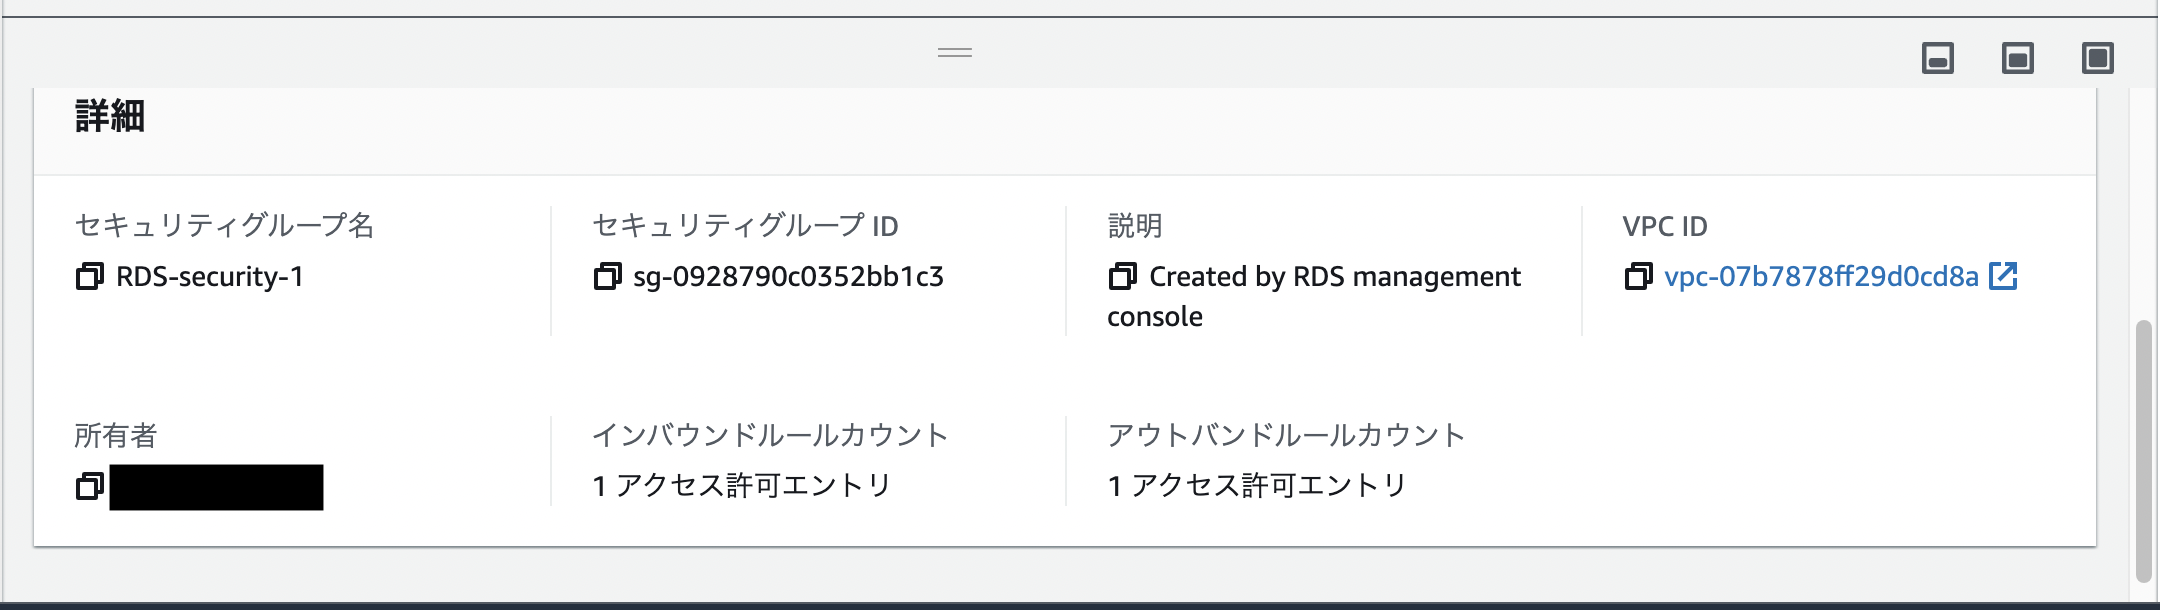 詳細
セキュリティグループ名
RDS-security-1
セキュリティグループ ID
sg-0928790c0352bb1c3
説明
Created by RDS management
console
VPC ID
vpc-07b7878ff29d0cd8a
所有者
インバウンドルールカウント
1 アクセス許可エントリ
アウトバンドルールカウント
1 アクセス許可エントリ